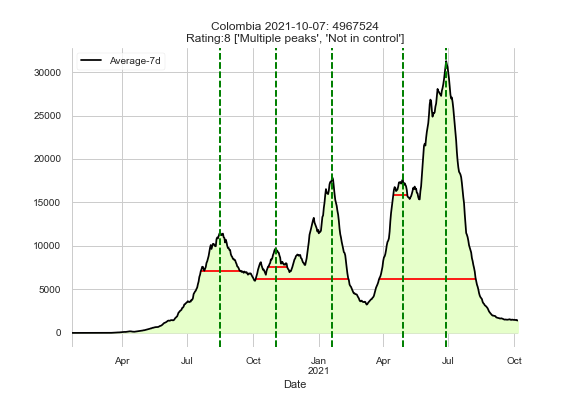 Colombia 2021-10-07: 4967524
Rating:8 ['Multiple peaks', 'Not in control']
Average-7d
30000
25000
20000
15000
10000
5000
0
Apr
Jul
Oct
Jan
2021
Apr
Jul
Oct
Date